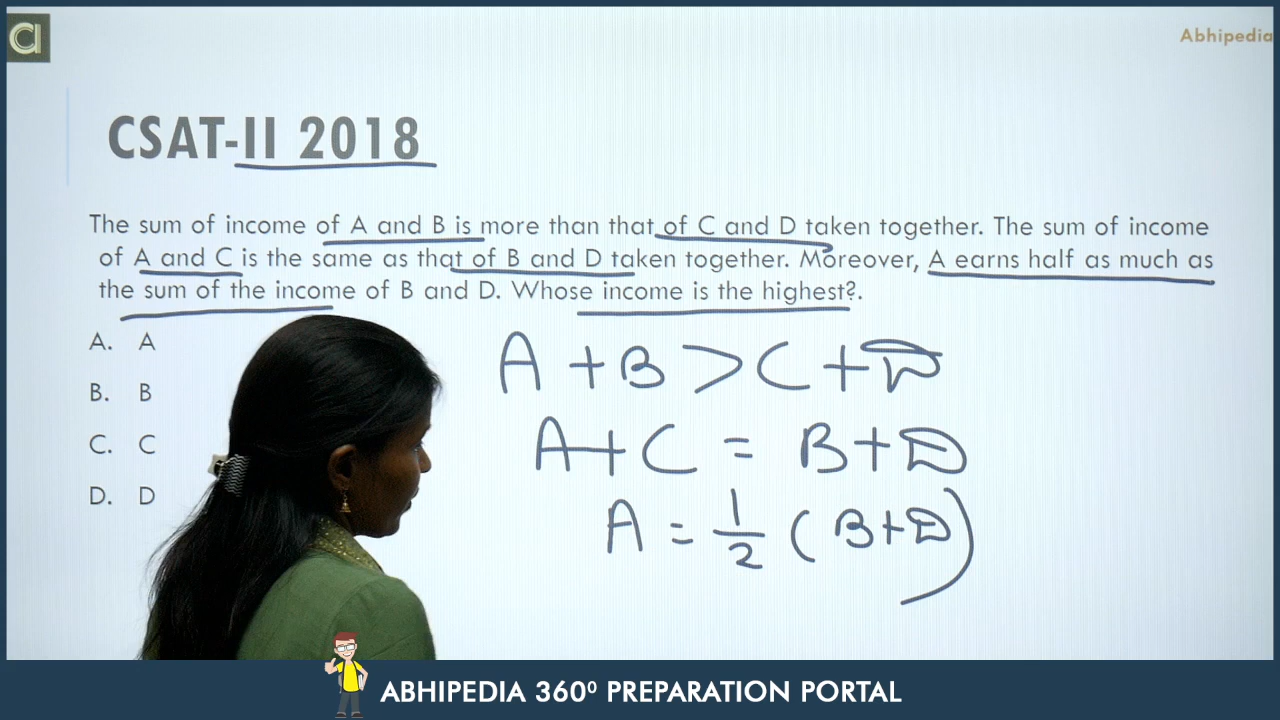 Abhipedia
CSAT-II 2018
The sum of income of A and B is more than that of C and D taken together. The sum of income
of A and C is the same as that of B and D taken together. Moreover, A earns half as much as
the sum of the income of B and D. Whose income is the highest?.
A. A
B. B
C. C
D. D
A + B > C + D
A + C = B + D
A = 1/2 (B+D)
ABHIPEDIA 360⁰ PREPARATION PORTAL